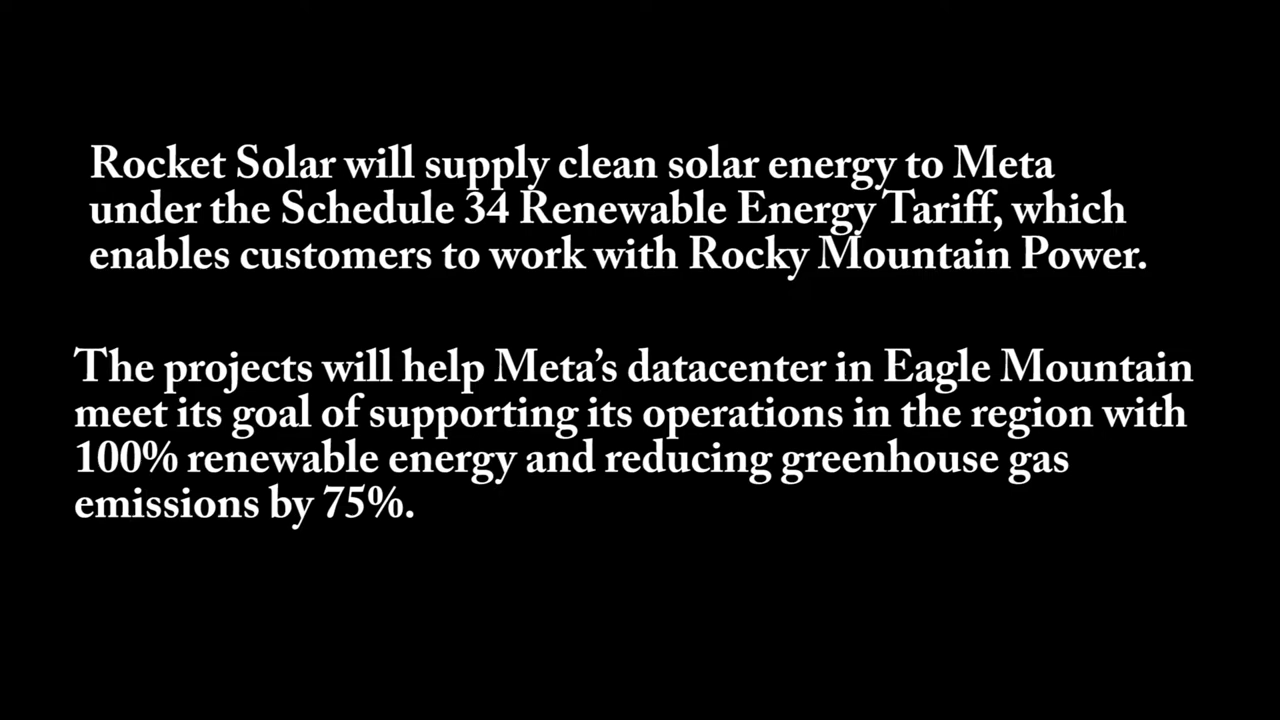 Rocket Solar will supply clean solar energy to Meta
under the Schedule 34 Renewable Energy Tariff, which
enables customers to work with Rocky Mountain Power.
The projects will help Meta’s datacenter in Eagle Mountain
meet its goal of supporting its operations in the region with
100% renewable energy and reducing greenhouse gas
emissions by 75%.